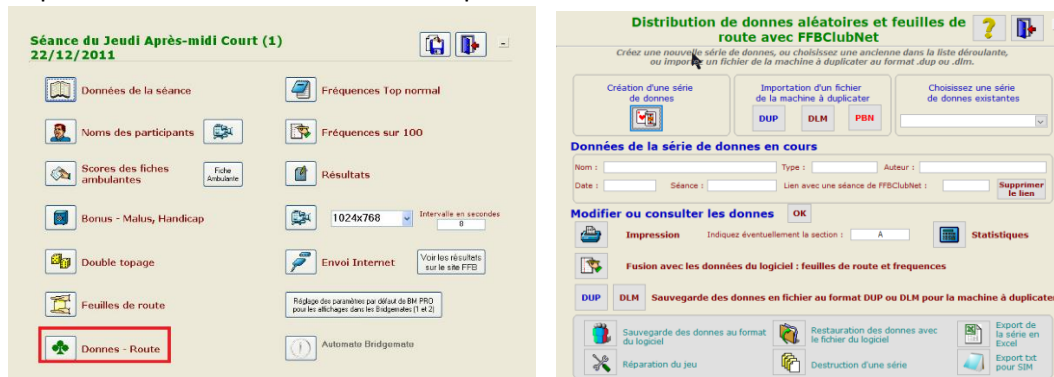 Séance du Jeudi Après-midi Court (1)
22/12/2011
Données de la séance
Fréquences Top normal
Noms des participants
Fréquences sur 100
Scores des fiches
ambulantes
Fiche
Ambulante
Résultats
Bonus - Malus, Handicap
1024x768
Intervalle en secondes
8
Double topage
Envoi Internet
Voir les résultats
sur le site FFB
Feuilles de route
Réglage des paramètres par défaut de BM PRO
pour les affichages dans les Bridgemates (1 et 2)
Donnes - Route
Automate Bridgemate
Distribution de donnes aléatoires et feuilles de
route avec FFBClubNet
Créez une nouvelle série de donnes, ou choisissez une ancienne dans la liste déroulante,
ou importez un fichier de la machine à duplicater au format .dup ou .dlm.
Création d'une série
de donnes
Importation d'un fichier
de la machine à duplicater
DUP DLM PBN
Choisissez une série
de donnes existantes
Données de la série de donnes en cours
Nom : Type : Auteur :
Date : Séance : Lien avec une séance de FFBClubNet : Supprimer
le lien
Modifier ou consulter les donnes OK
Impression Indiquez éventuellement la section : A Statistiques
Fusion avec les données du logiciel : feuilles de route et frequences
DUP DLM Sauvegarde des donnes en fichier au format DUP ou DLM pour la machine à duplicater
Sauvegarde des donnes au format
du logiciel
Restauration des donnes avec
le fichier du logiciel
Export de
la série en
Excel
Réparation du jeu
Destruction d'une série
Export txt
pour SIM